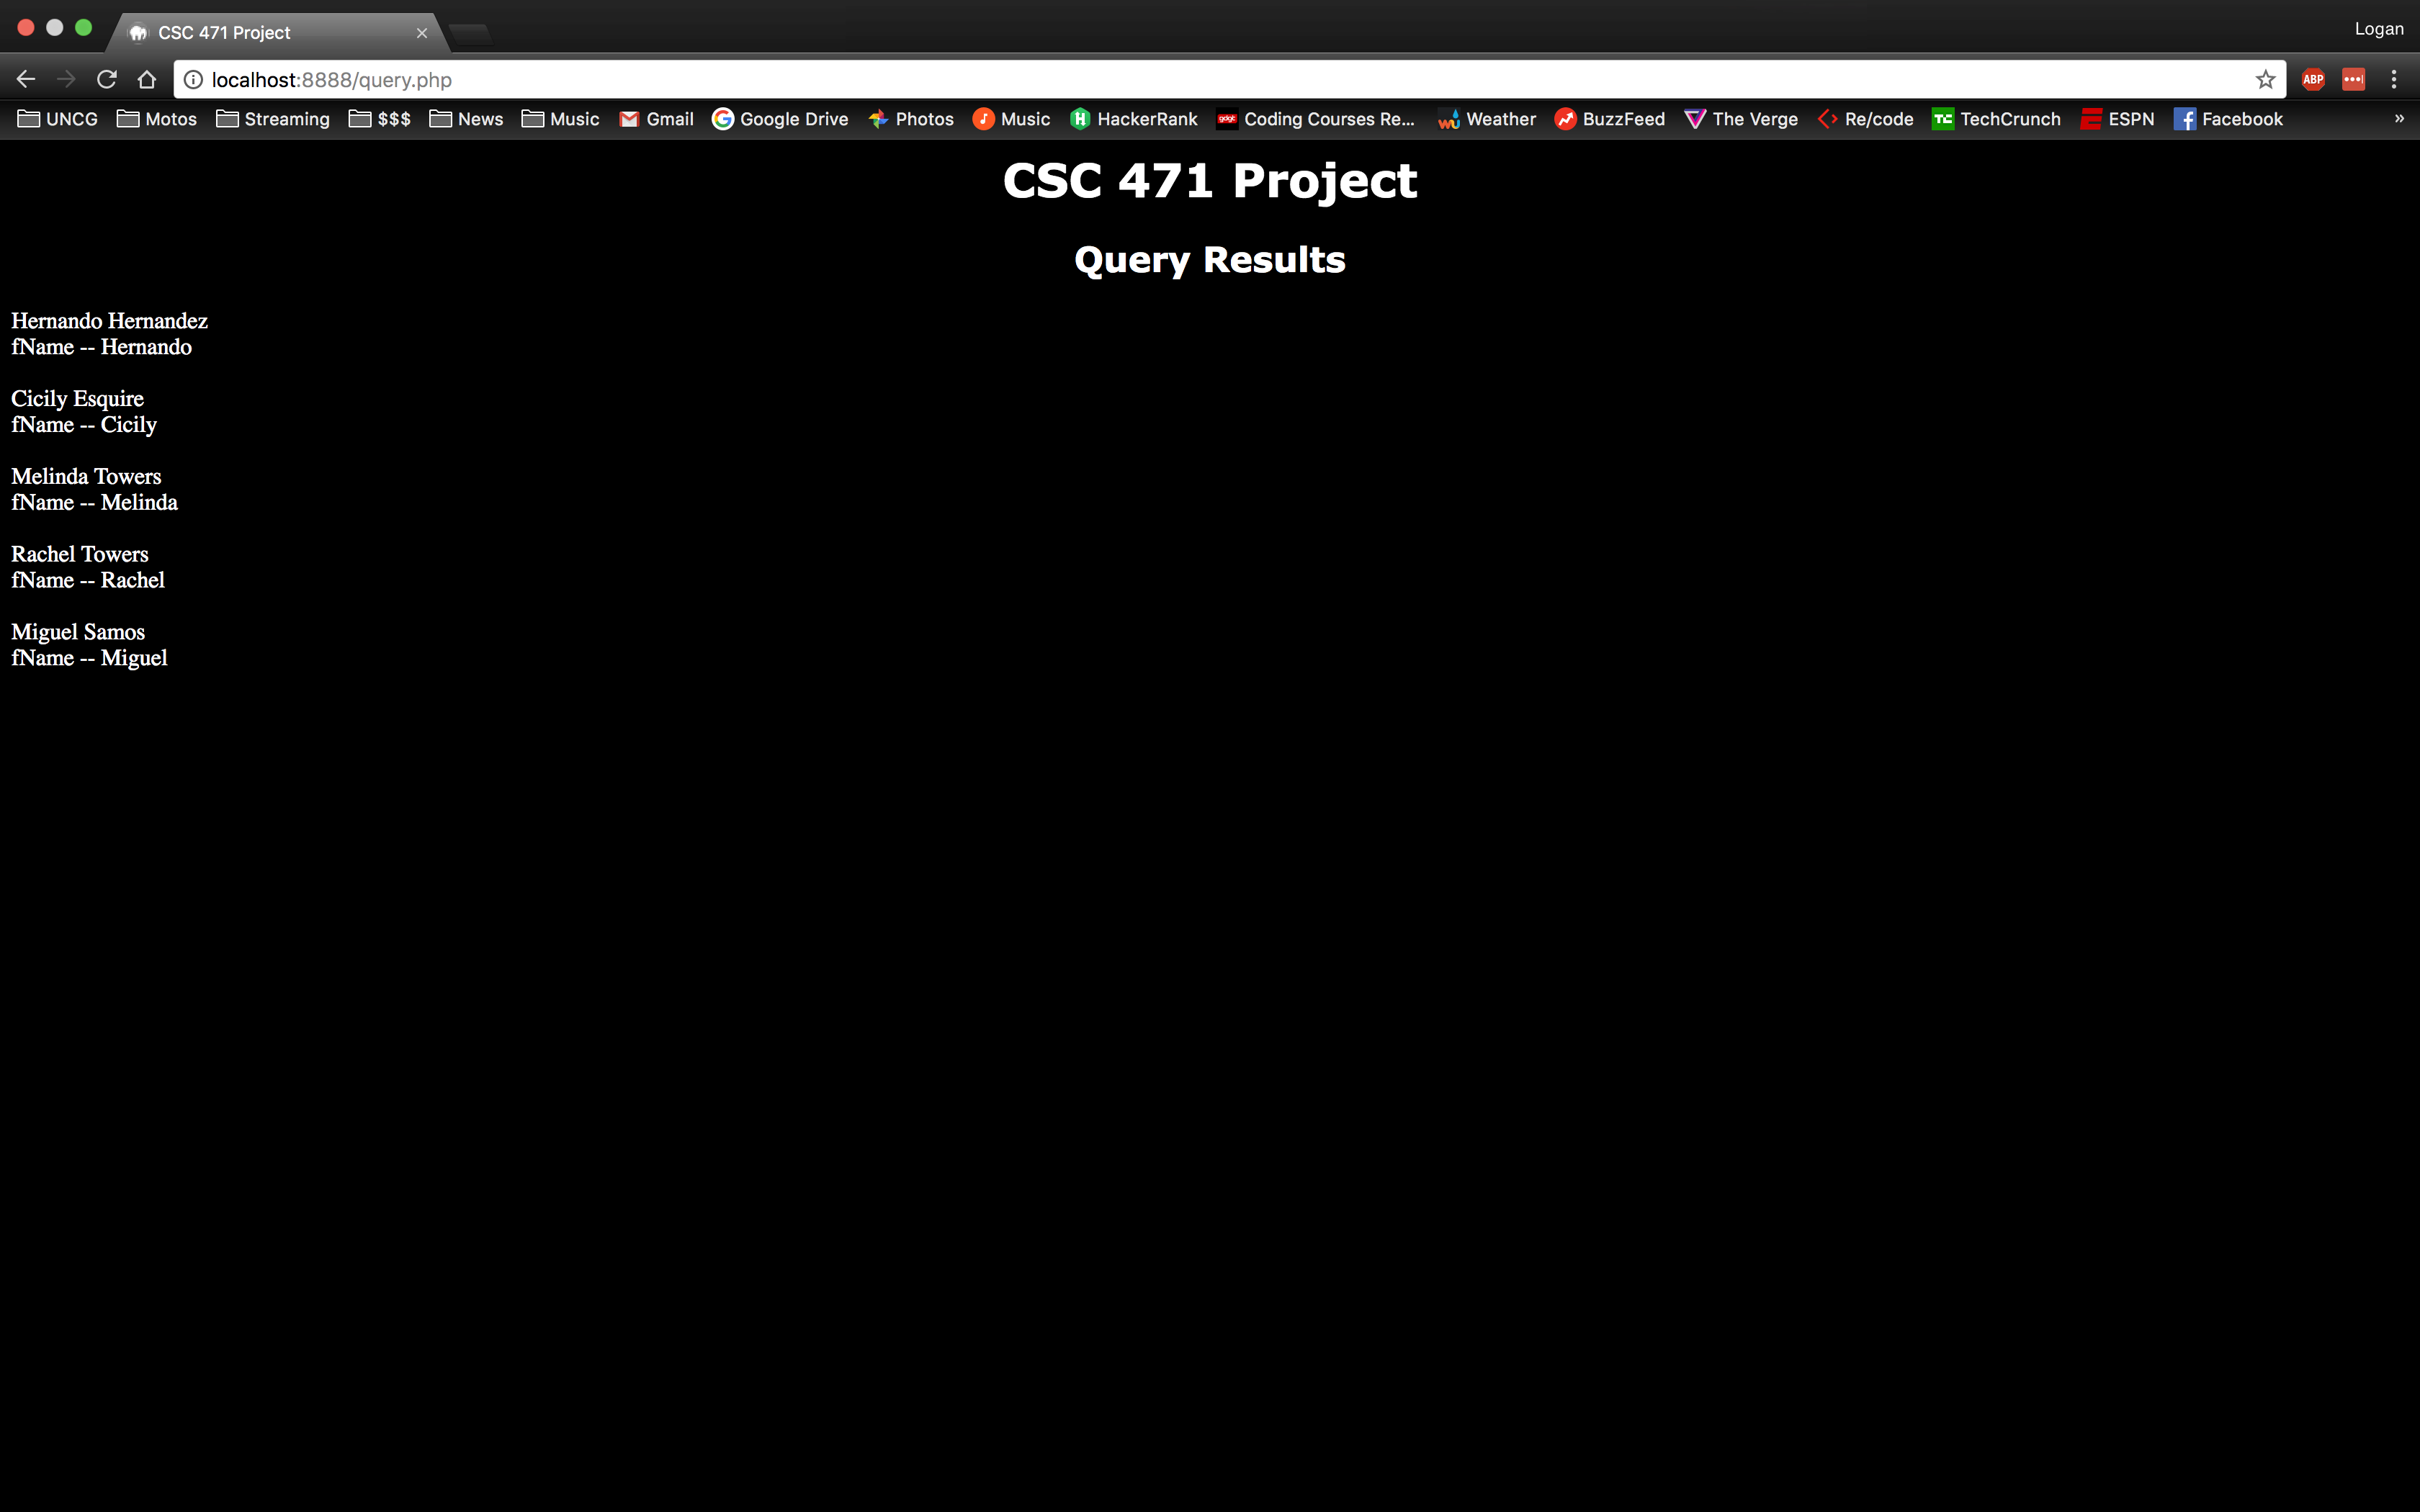 CSC 471 Project
Logan
localhost:8888/query.php
ABP
UNCG Motos Streaming $$$ News Music Gmail Google Drive Photos Music HackerRank Coding Courses Re... Weather BuzzFeed The Verge Re/code TechCrunch ESPN Facebook »
CSC 471 Project
Query Results
Hernando Hernandez
fName -- Hernando
Cicily Esquire
fName -- Cicily
Melinda Towers
fName -- Melinda
Rachel Towers
fName -- Rachel
Miguel Samos
fName -- Miguel